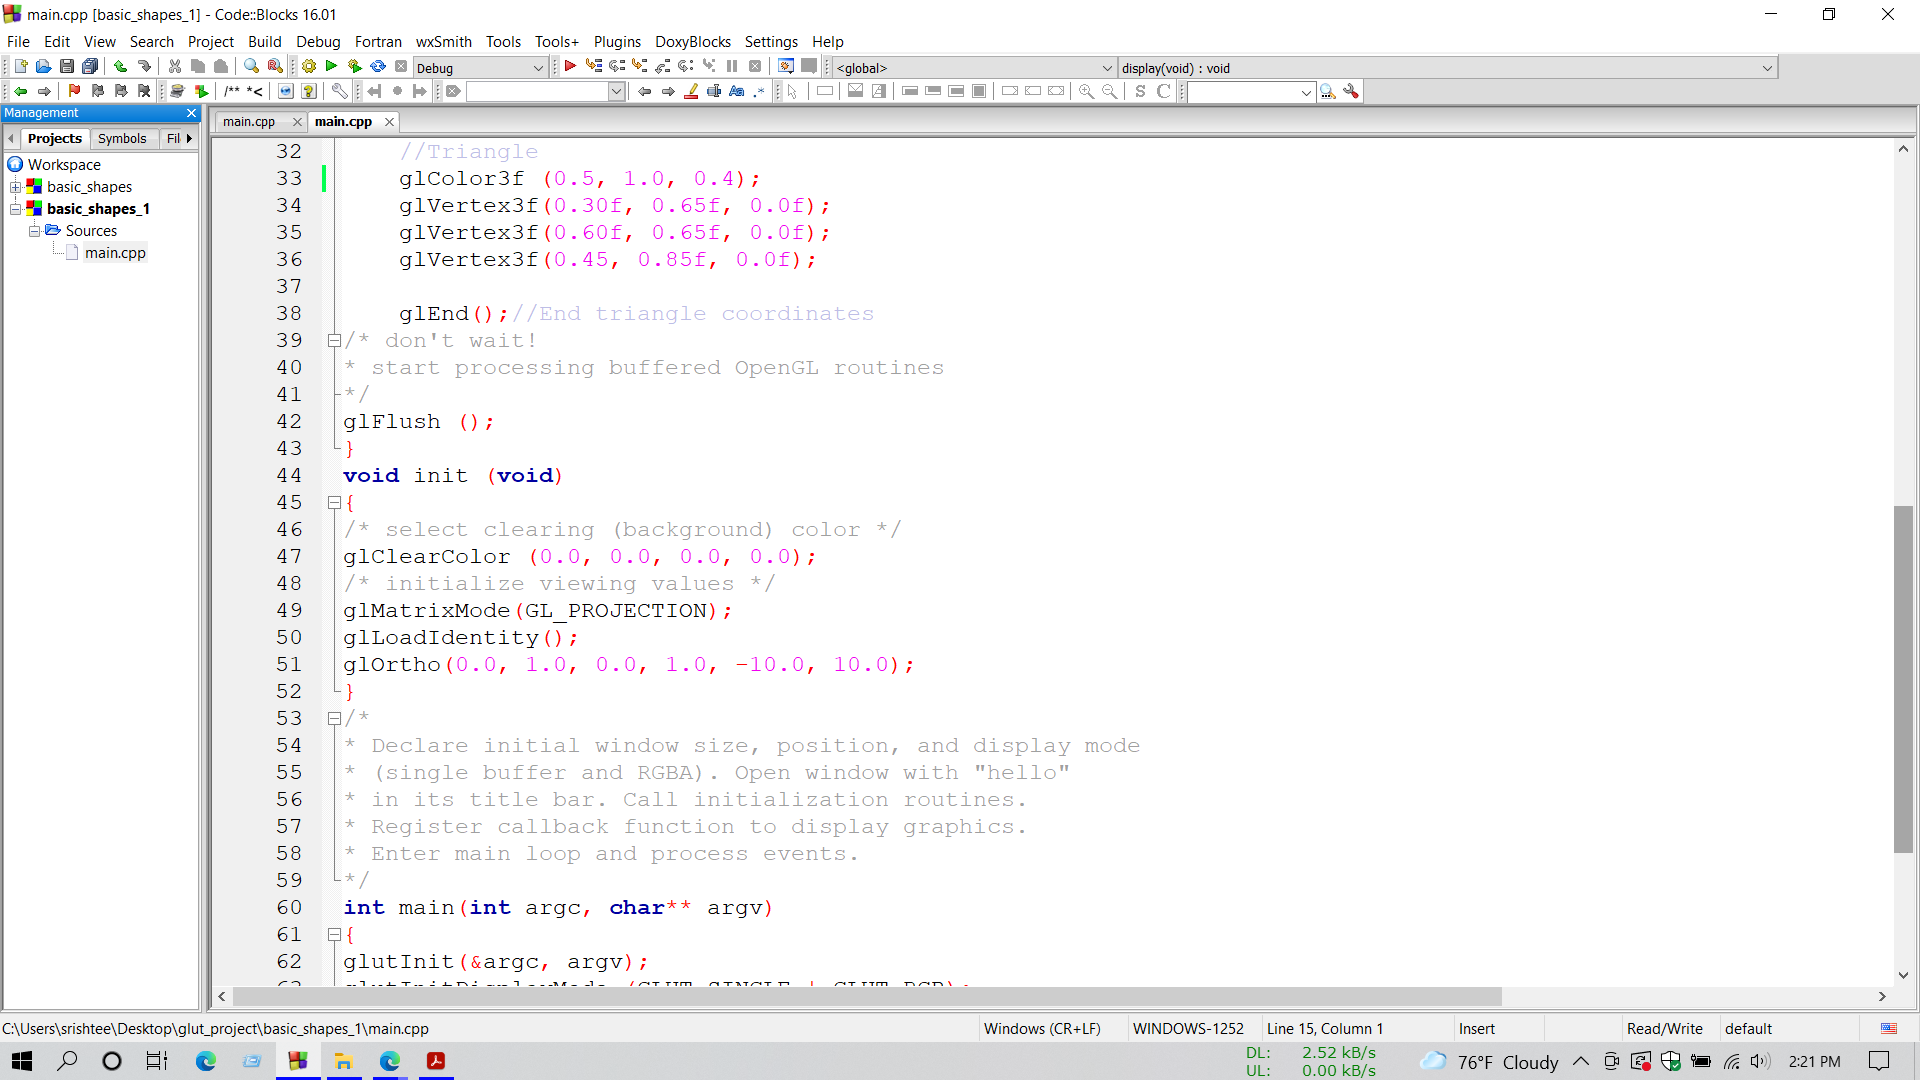 main.cpp [basic_shapes_1] - Code::Blocks 16.01
File Edit View Search Project Build Debug Fortran wxSmith Tools Tools+ Plugins DoxyBlocks Settings Help
Debug <global> display(void) : void
/** *<
S C
Management
Projects Symbols Fil
main.cpp main.cpp
Workspace
basic_shapes
basic_shapes_1
Sources
main.cpp
32 //Triangle
33 glColor3f (0.5, 1.0, 0.4);
34 glVertex3f(0.30f, 0.65f, 0.0f);
35 glVertex3f(0.60f, 0.65f, 0.0f);
36 glVertex3f(0.45, 0.85f, 0.0f);
37
38 glEnd();//End triangle coordinates
39 /* don't wait!
40 * start processing buffered OpenGL routines
41 */
42 glFlush ();
43 }
44 void init (void)
45 {
46 /* select clearing (background) color */
47 glClearColor (0.0, 0.0, 0.0, 0.0);
48 /* initialize viewing values */
49 glMatrixMode(GL_PROJECTION);
50 glLoadIdentity();
51 glOrtho(0.0, 1.0, 0.0, 1.0, -10.0, 10.0);
52 }
53 /*
54 * Declare initial window size, position, and display mode
55 * (single buffer and RGBA). Open window with "hello"
56 * in its title bar. Call initialization routines.
57 * Register callback function to display graphics.
58 * Enter main loop and process events.
59 */
60 int main(int argc, char** argv)
61 {
62 glutInit(&argc, argv);
63 glutInitDisplayMode (GLUT_SINGLE | GLUT_RGB);
C:\Users\srishtee\Desktop\glut_project\basic_shapes_1\main.cpp Windows (CR+LF) WINDOWS-1252 Line 15, Column 1 Insert Read/Write default
DL: 2.52 kB/s
UL: 0.00 kB/s
76°F Cloudy 2:21 PM